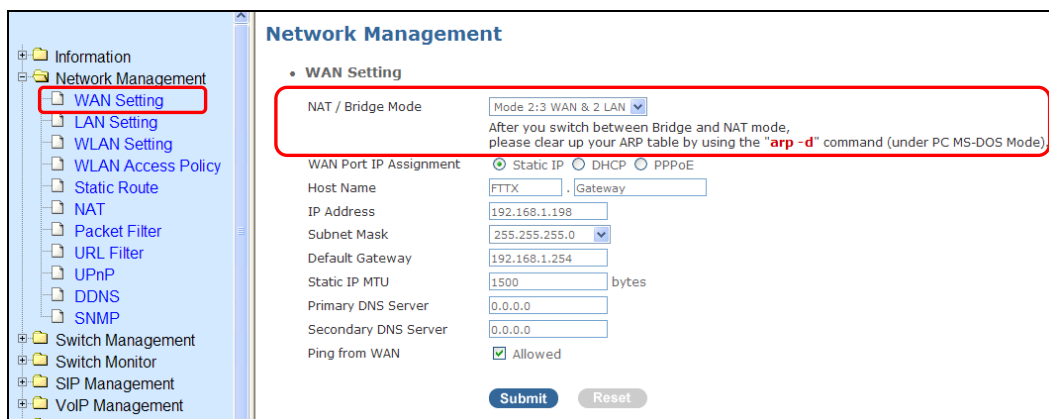 Information
Network Management
WAN Setting
LAN Setting
WLAN Setting
WLAN Access Policy
Static Route
NAT
Packet Filter
URL Filter
UPnP
DDNS
SNMP
Switch Management
Switch Monitor
SIP Management
VoIP Management
Network Management
• WAN Setting
NAT / Bridge Mode Mode 2:3 WAN & 2 LAN
After you switch between Bridge and NAT mode,
please clear up your ARP table by using the "arp -d" command (under PC MS-DOS Mode).
WAN Port IP Assignment Static IP DHCP PPPoE
Host Name FTTX . Gateway
IP Address 192.168.1.198
Subnet Mask 255.255.255.0
Default Gateway 192.168.1.254
Static IP MTU 1500 bytes
Primary DNS Server 0.0.0.0
Secondary DNS Server 0.0.0.0
Ping from WAN Allowed
Submit Reset